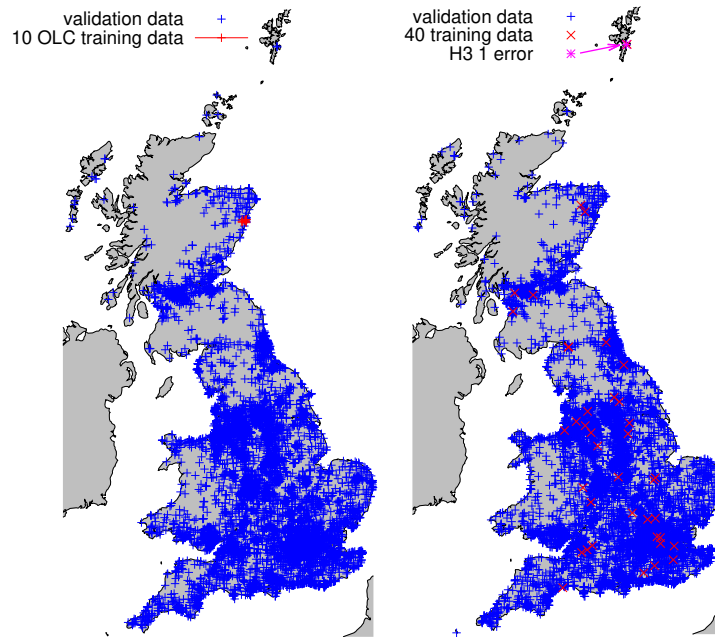 validation data
10 OLC training data
validation data
40 training data
H3 1 error